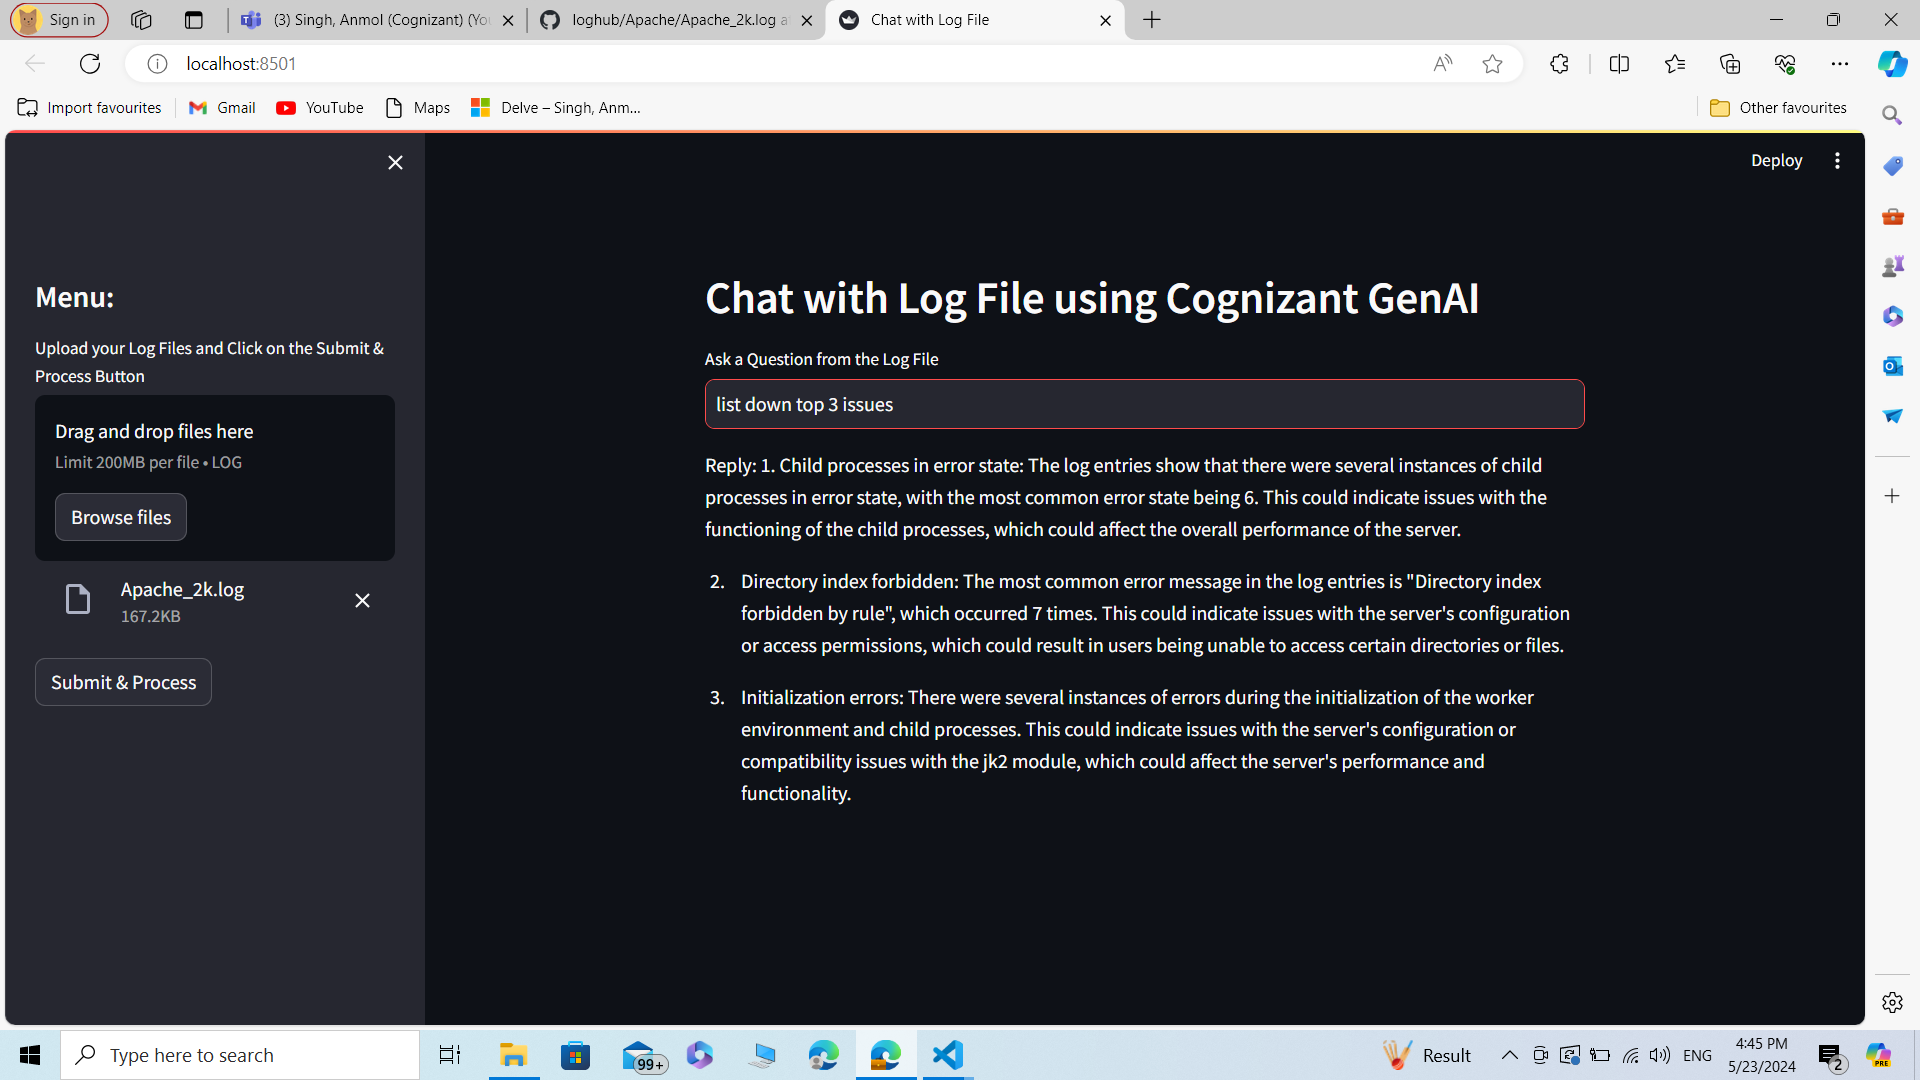 Sign in
(3) Singh, Anmol (Cognizant) (Yo
loghub/Apache/Apache_2k.log a
Chat with Log File
localhost:8501
Import favourites
Gmail
YouTube
Maps
Delve – Singh, Anm...
Other favourites
Deploy
Menu:
Upload your Log Files and Click on the Submit &
Process Button
Drag and drop files here
Limit 200MB per file • LOG
Browse files
Apache_2k.log
167.2KB
Submit & Process
Chat with Log File using Cognizant GenAI
Ask a Question from the Log File
list down top 3 issues
Reply: 1. Child processes in error state: The log entries show that there were several instances of child
processes in error state, with the most common error state being 6. This could indicate issues with the
functioning of the child processes, which could affect the overall performance of the server.
2. Directory index forbidden: The most common error message in the log entries is "Directory index
forbidden by rule", which occurred 7 times. This could indicate issues with the server's configuration
or access permissions, which could result in users being unable to access certain directories or files.
3. Initialization errors: There were several instances of errors during the initialization of the worker
environment and child processes. This could indicate issues with the server's configuration or
compatibility issues with the jk2 module, which could affect the server's performance and
functionality.
Type here to search
99+
Result
ENG
4:45 PM
5/23/2024
2
PRE